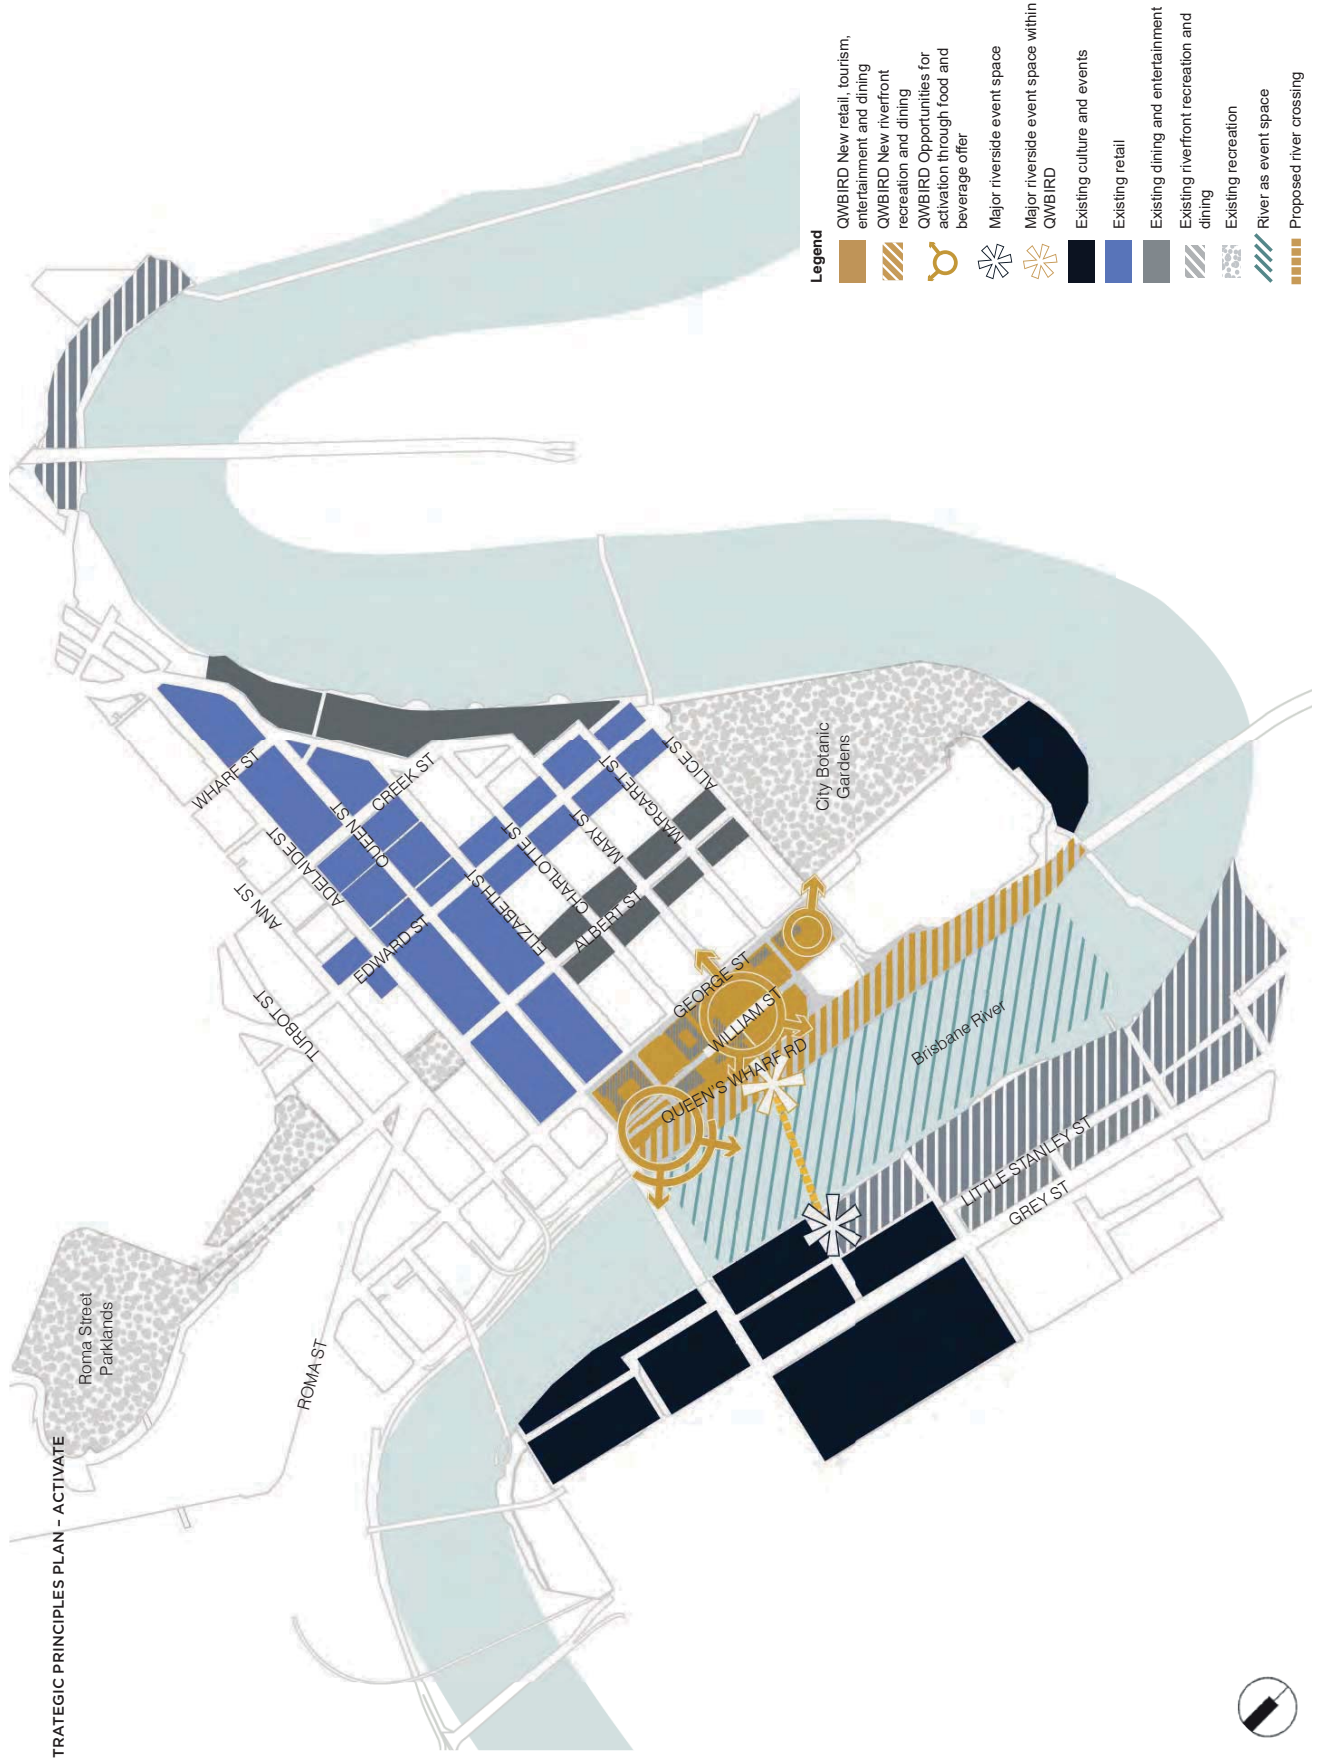 TRATEGIC PRINCIPLES PLAN – ACTIVATE
Roma Street
Parklands
ROMA ST
TURBOT ST
ANN ST
ADELAIDE ST
WHARF ST
QUEEN ST
CREEK ST
EDWARD ST
ELIZABETH ST
CHARLOTTE ST
ALBERT ST
MARY ST
MARGARET ST
MARGARET ST
ALICE ST
GEORGE ST
WILLIAM ST
QUEEN'S WHARF RD
City Botanic
Gardens
Brisbane River
LITTLE STANLEY ST
GREY ST
Legend
QWBIRD New retail, tourism,
entertainment and dining
QWBIRD New riverfront
recreation and dining
QWBIRD Opportunities for
activation through food and
beverage offer
Major riverside event space
Major riverside event space within
QWBIRD
Existing culture and events
Existing retail
Existing dining and entertainment
Existing riverfront recreation and
dining
Existing recreation
River as event space
Proposed river crossing